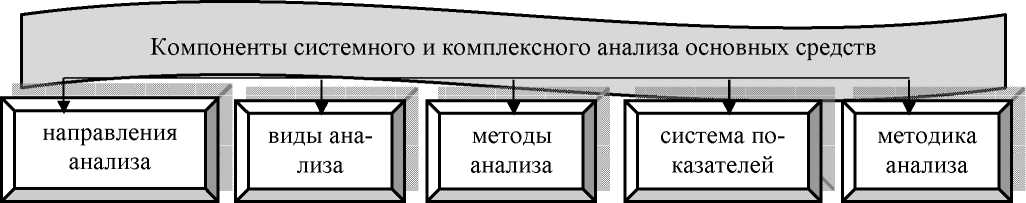 Компоненты системного и комплексного анализа основных средств
направления
анализа
виды ана-
лиза
методы
анализа
система по-
казателей
методика
анализа